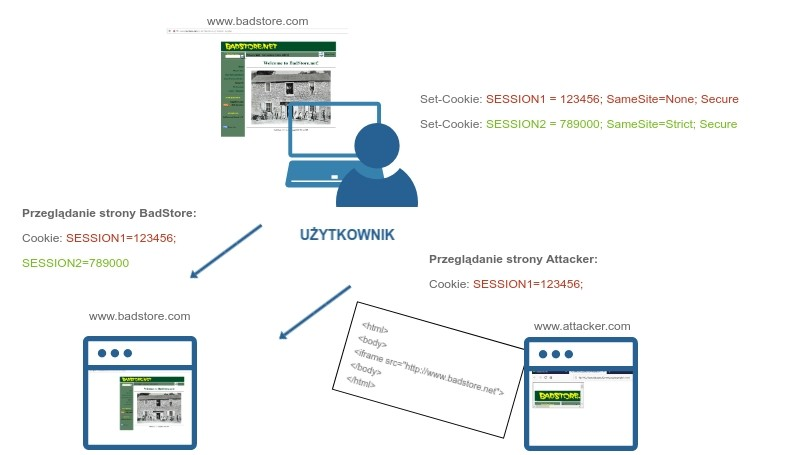 www.badstore.com
BADSTORE.NET
Welcome to BadStore.net!
Set-Cookie: SESSION1 = 123456; SameSite=None; Secure
Set-Cookie: SESSION2 = 789000; SameSite=Strict; Secure
Przeglądanie strony BadStore:
Cookie: SESSION1=123456;
SESSION2=789000
UŻYTKOWNIK
Przeglądanie strony Attacker:
Cookie: SESSION1=123456;
www.badstore.com
BADSTORE.NET
<html>
<body>
<iframe src="http://www.badstore.net">
</body>
</html>
www.attacker.com
BADSTORE.